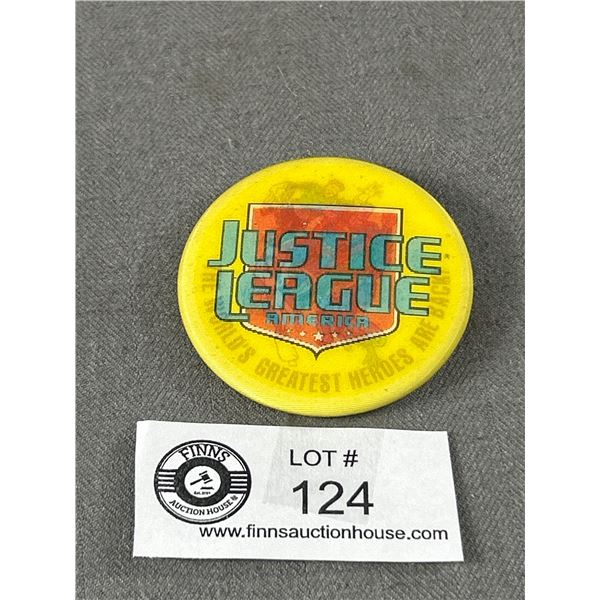 JUSTICE
LEAGUE
AMERICA
THE WORLD'S GREATEST HEROES ARE BACK!
FINNS
AUCTION HOUSE
LOT #
124
www.finnsauctionhouse.com